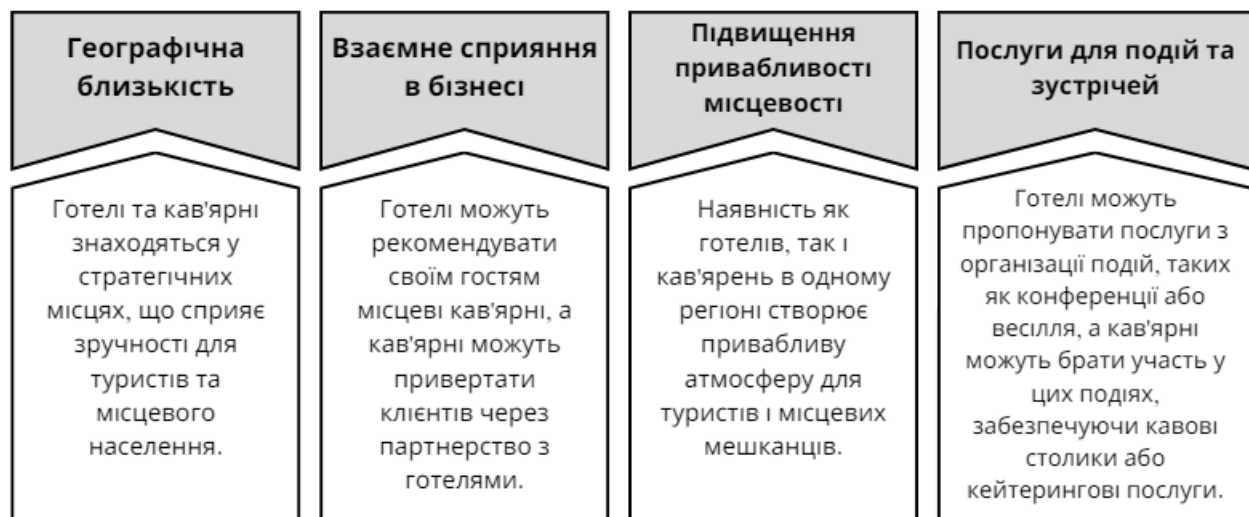 Географічна
близькість
Готелі та кав'ярні
знаходяться у
стратегічних
місцях, що сприяє
зручності для
туристів та
місцевого
населення.
Взаємне сприяння
в бізнесі
Готелі можуть
рекомендувати
своїм гостям
місцеві кав'ярні, а
кав'ярні можуть
привертати
клієнтів через
партнерство з
готелями.
Підвищення
привабливості
місцевості
Наявність як
готелів, так і
кав'ярень в одному
регіоні створює
привабливу
атмосферу для
туристів і місцевих
мешканців.
Послуги для подій та
зустрічей
Готелі можуть
пропонувати послуги з
організації подій, таких
як конференції або
весілля, а кав'ярні
можуть брати участь у
цих подіях,
забезпечуючи кавові
столики або
кейтерингові послуги.